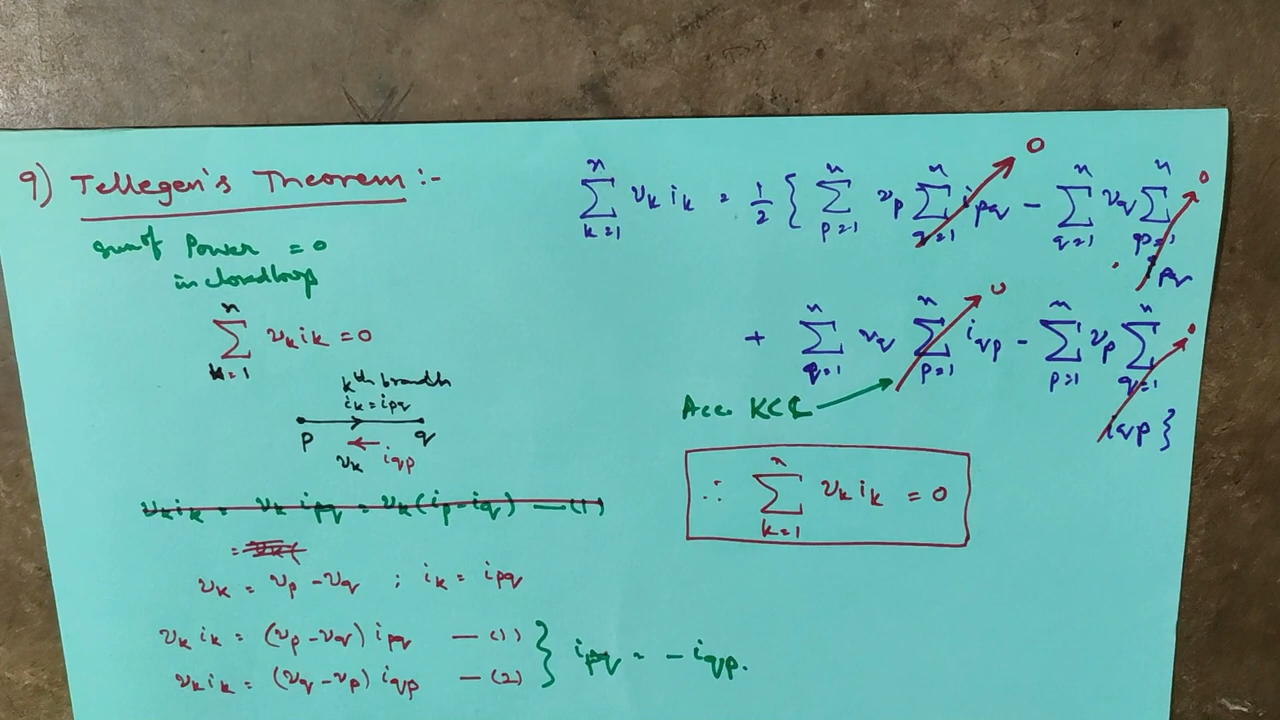 9) Tellegen's Theorem :-
sum of Power = 0
in closed loop
n
∑ vk ik = 0
k=1
kth branch
ik = ipq
p q
vk iqp
vk ik = vk ipq = vk (ip - iq) — (1)
= vk (
vk = vp - vq ; ik = ipq
vk ik = (vp - vq) ipq — (1)
vk ik = (vq - vp) iqp — (2)
} ipq = - iqp.
n n n n n
∑ vk ik = 1/2 { ∑ vp ∑ ipq - ∑ vq ∑ ipq
k=1 p=1 q=1 q=1 p=1
0 0
n n n n
+ ∑ vq ∑ iqp - ∑ vp ∑ iqp }
q=1 p=1 p=1 q=1
0 0
Acc. KCL
n
∴ ∑ vk ik = 0
k=1